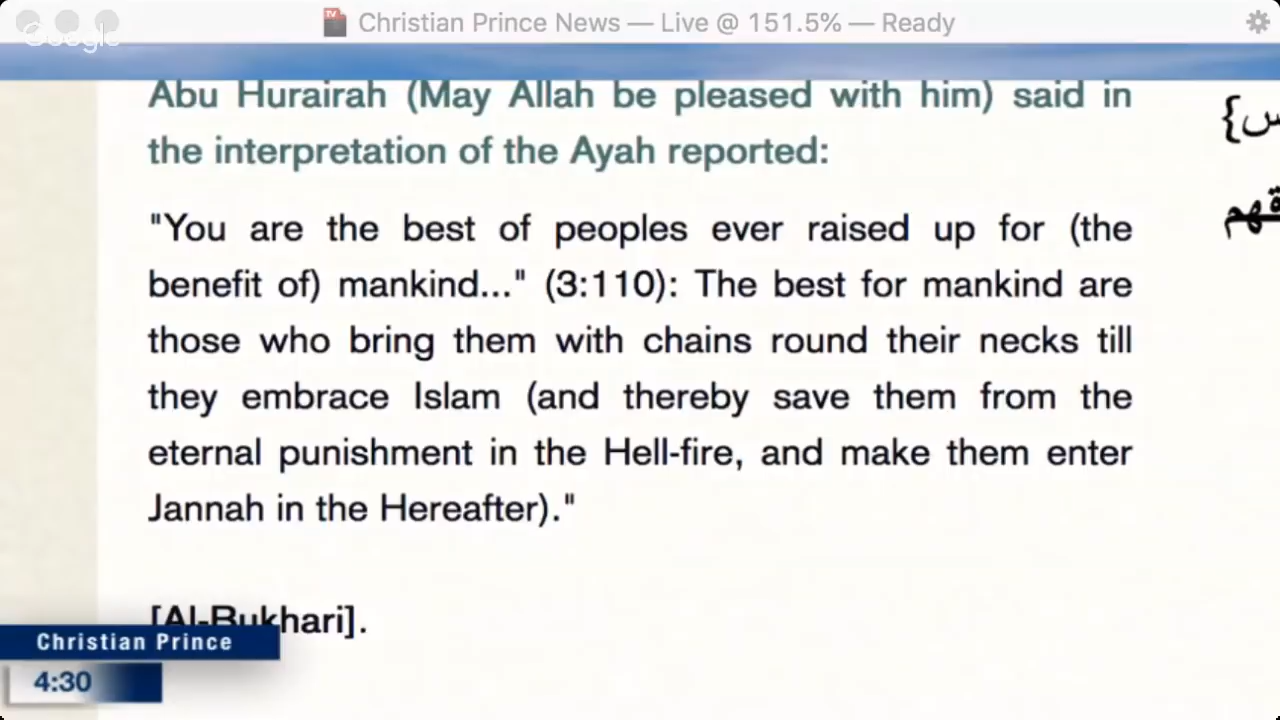 Christian Prince News — Live @ 151.5% — Ready
Google
Abu Hurairah (May Allah be pleased with him) said in
the interpretation of the Ayah reported:
"You are the best of peoples ever raised up for (the
benefit of) mankind..." (3:110): The best for mankind are
those who bring them with chains round their necks till
they embrace Islam (and thereby save them from the
eternal punishment in the Hell-fire, and make them enter
Jannah in the Hereafter)."
[Al-Bukhari].
Christian Prince
4:30